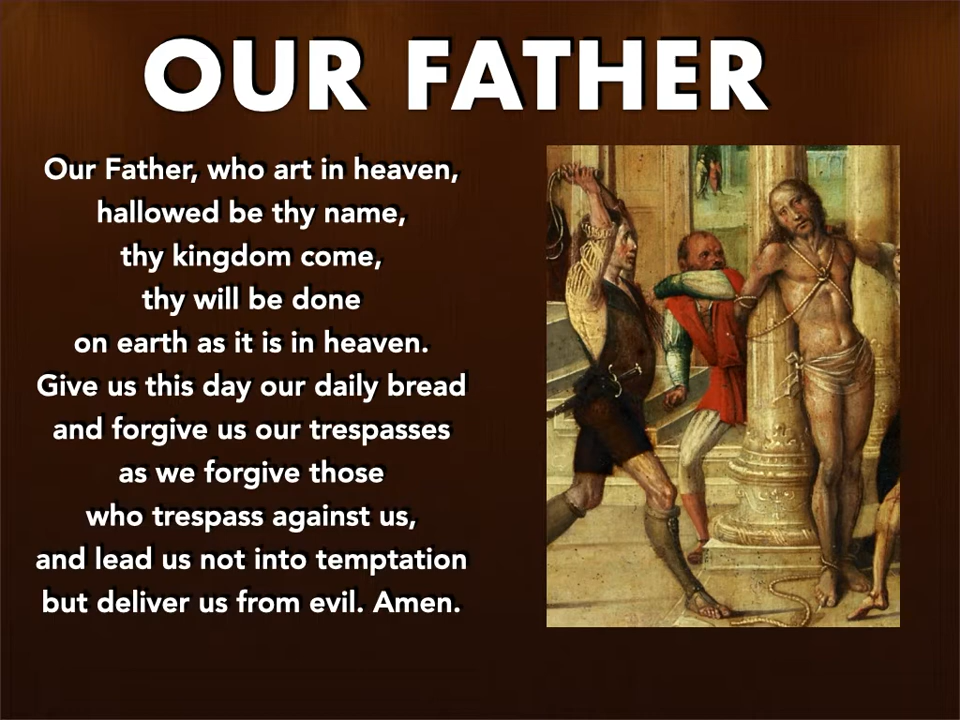 OUR FATHER
Our Father, who art in heaven,
hallowed be thy name,
thy kingdom come,
thy will be done
on earth as it is in heaven.
Give us this day our daily bread
and forgive us our trespasses
as we forgive those
who trespass against us,
and lead us not into temptation
but deliver us from evil. Amen.